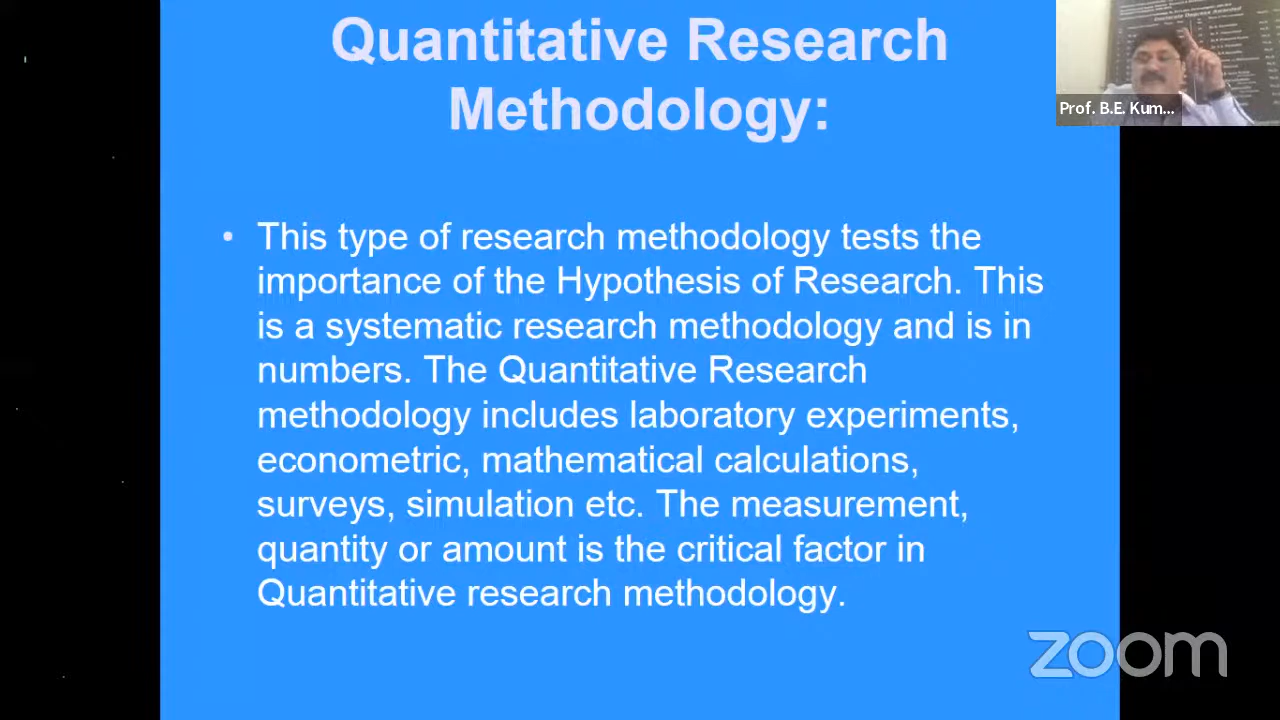 Quantitative Research
Methodology:
Prof. B.E. Kum...
• This type of research methodology tests the
importance of the Hypothesis of Research. This
is a systematic research methodology and is in
numbers. The Quantitative Research
methodology includes laboratory experiments,
econometric, mathematical calculations,
surveys, simulation etc. The measurement,
quantity or amount is the critical factor in
Quantitative research methodology.
zoom